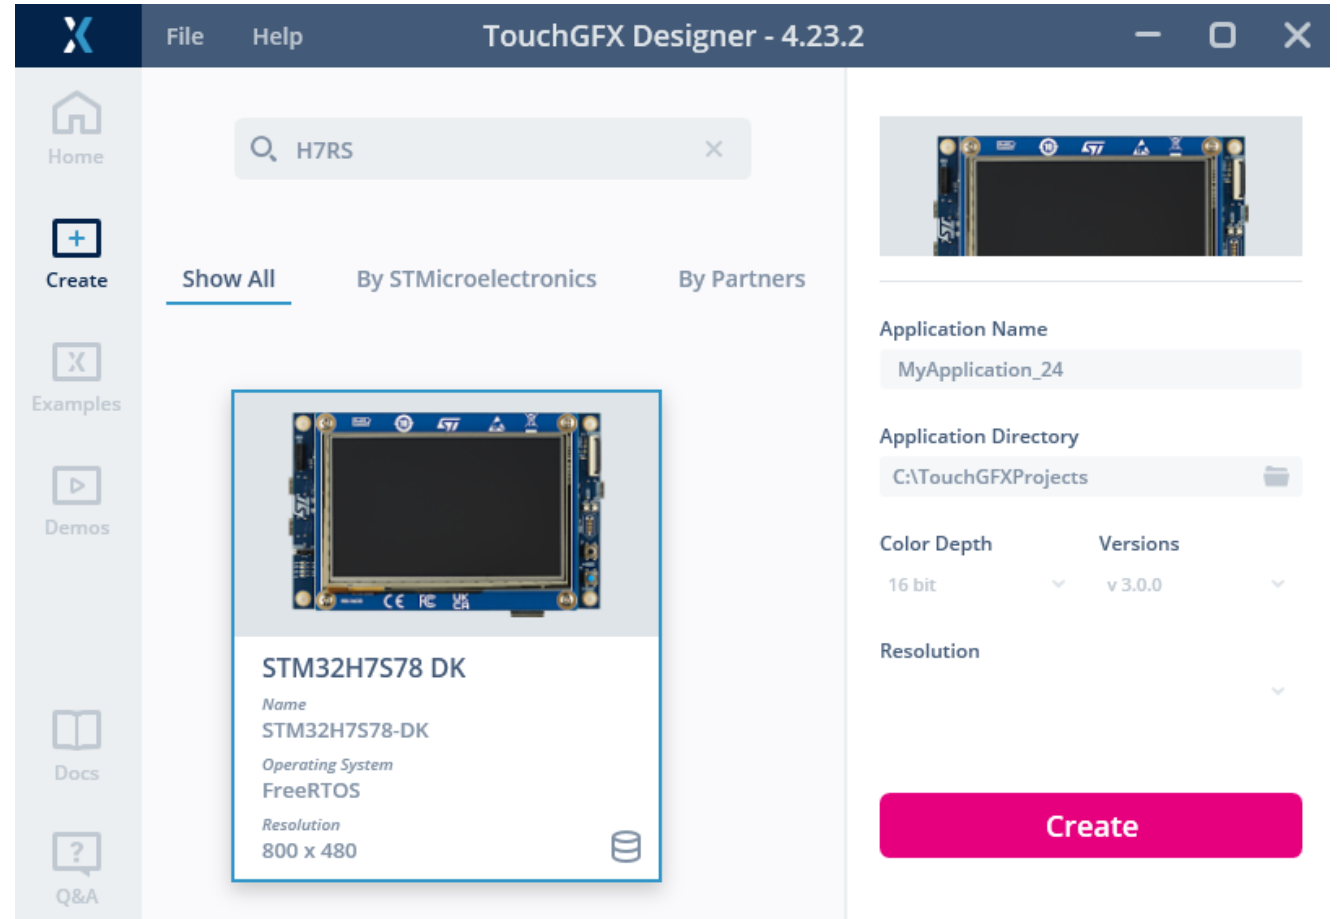 File Help TouchGFX Designer - 4.23.2
Home
Create
Examples
Demos
Docs
Q&A
H7RS
Show All By STMicroelectronics By Partners
STM32H7S78 DK
Name
STM32H7S78-DK
Operating System
FreeRTOS
Resolution
800 x 480
Application Name
MyApplication_24
Application Directory
C:\TouchGFXProjects
Color Depth Versions
16 bit v 3.0.0
Resolution
Create